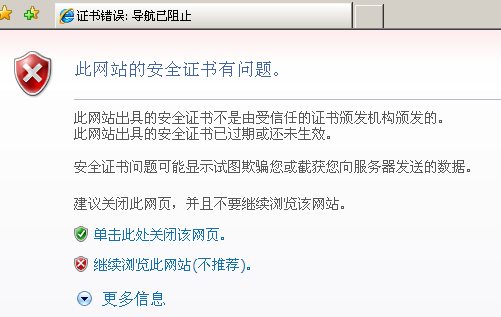 证书错误: 导航已阻止
此网站的安全证书有问题。
此网站出具的安全证书不是由受信任的证书颁发机构颁发的。
此网站出具的安全证书已过期或还未生效。
安全证书问题可能显示试图欺骗您或截获您向服务器发送的数据。
建议关闭此网页，并且不要继续浏览该网站。
单击此处关闭该网页。
继续浏览此网站(不推荐)。
更多信息